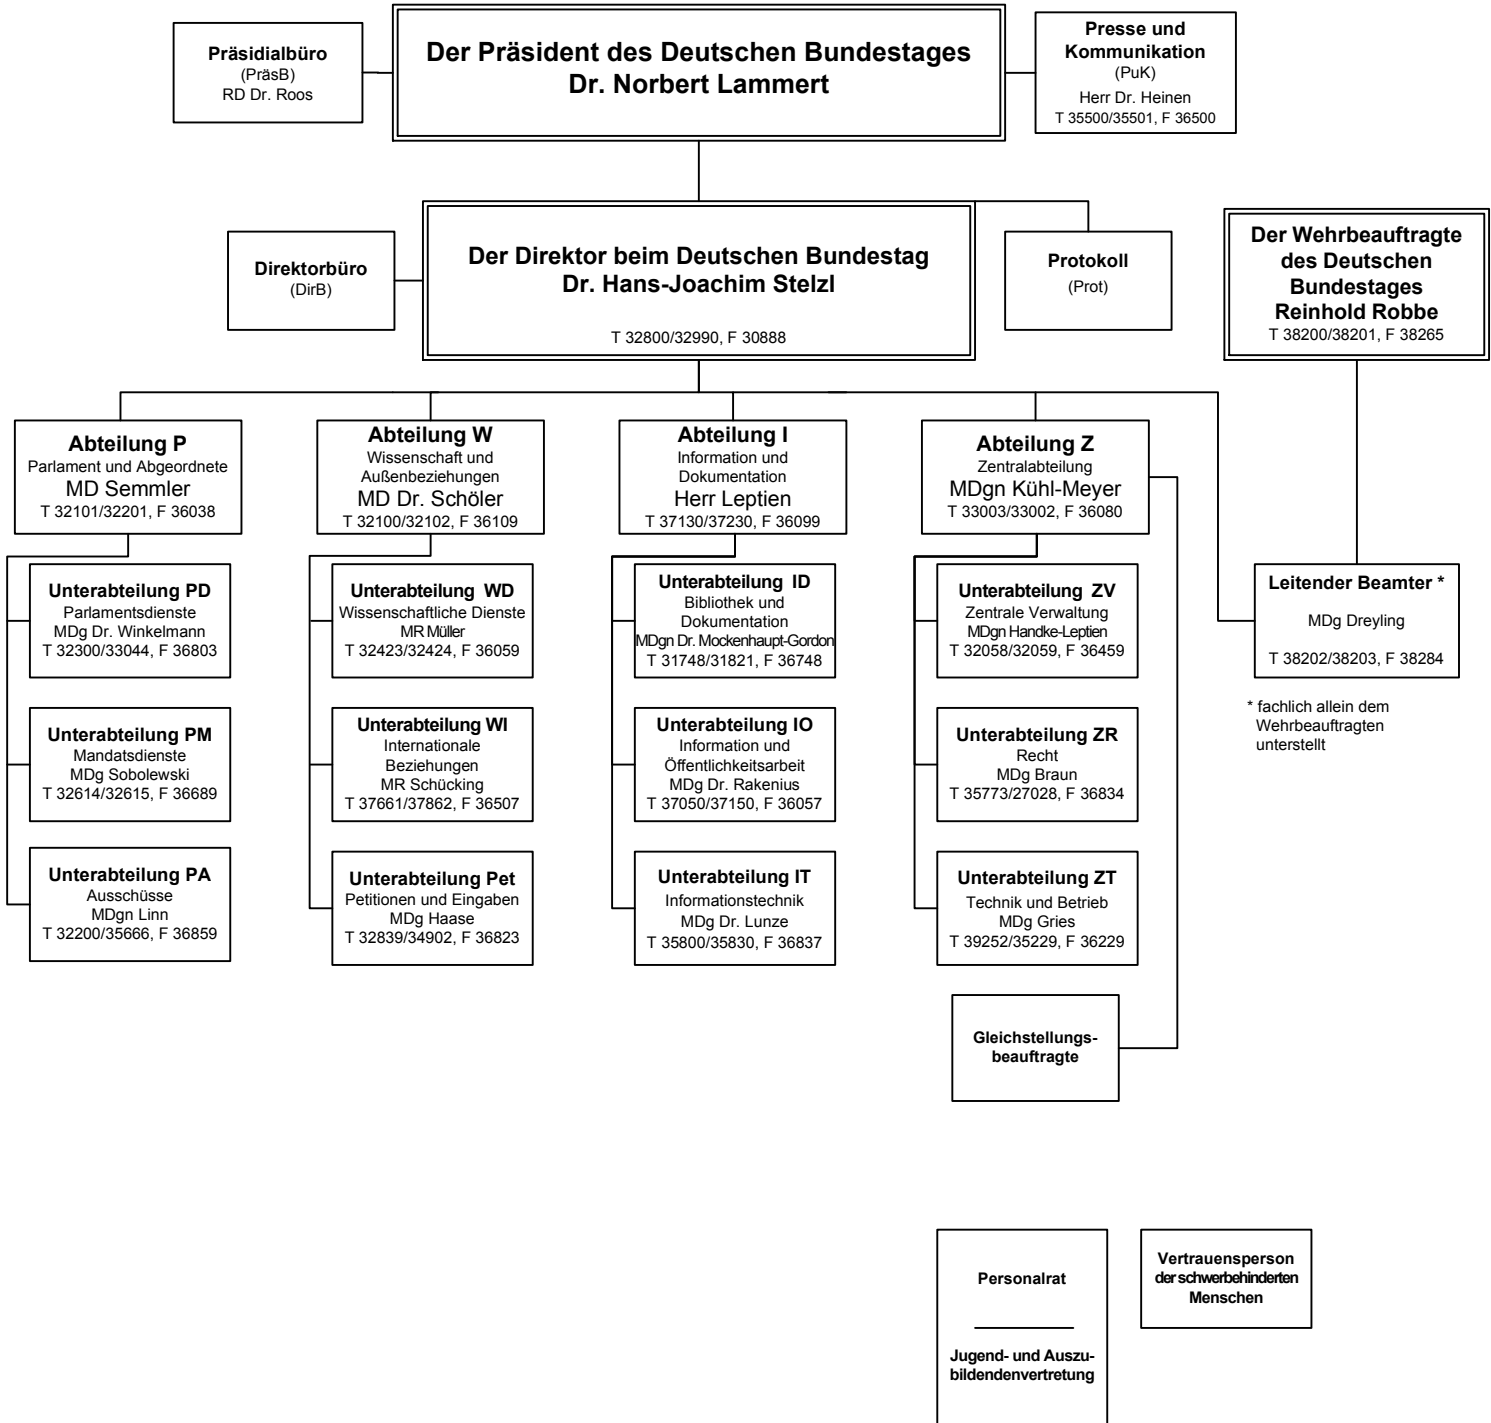 Präsidialbüro
(PräsB)
RD Dr. Roos
Der Präsident des Deutschen Bundestages
Dr. Norbert Lammert
Presse und
Kommunikation
(PuK)
Herr Dr. Heinen
T 35500/35501, F 36500
Direktorbüro
(DirB)
Der Direktor beim Deutschen Bundestag
Dr. Hans-Joachim Stelzl
T 32800/32990, F 30888
Protokoll
(Prot)
Der Wehrbeauftragte
des Deutschen
Bundestages
Reinhold Robbe
T 38200/38201, F 38265
Abteilung P
Parlament und Abgeordnete
MD Semmler
T 32101/32201, F 36038
Abteilung W
Wissenschaft und
Außenbeziehungen
MD Dr. Schöler
T 32100/32102, F 36109
Abteilung I
Information und
Dokumentation
Herr Leptien
T 37130/37230, F 36099
Abteilung Z
Zentralabteilung
MDgn Kühl-Meyer
T 33003/33002, F 36080
Unterabteilung PD
Parlamentsdienste
MDg Dr. Winkelmann
T 32300/33044, F 36803
Unterabteilung WD
Wissenschaftliche Dienste
MR Müller
T 32423/32424, F 36059
Unterabteilung ID
Bibliothek und
Dokumentation
MDgn Dr. Mockenhaupt-Gordon
T 31748/31821, F 36748
Unterabteilung ZV
Zentrale Verwaltung
MDgn Handke-Leptien
T 32058/32059, F 36459
Leitender Beamter *
MDg Dreyling
T 38202/38203, F 38284
* fachlich allein dem
Wehrbeauftragten
unterstellt
Unterabteilung PM
Mandatsdienste
MDg Sobolewski
T 32614/32615, F 36689
Unterabteilung WI
Internationale
Beziehungen
MR Schücking
T 37661/37862, F 36507
Unterabteilung IO
Information und
Öffentlichkeitsarbeit
MDg Dr. Rakenius
T 37050/37150, F 36057
Unterabteilung ZR
Recht
MDg Braun
T 35773/27028, F 36834
Unterabteilung PA
Ausschüsse
MDgn Linn
T 32200/35666, F 36859
Unterabteilung Pet
Petitionen und Eingaben
MDg Haase
T 32839/34902, F 36823
Unterabteilung IT
Informationstechnik
MDg Dr. Lunze
T 35800/35830, F 36837
Unterabteilung ZT
Technik und Betrieb
MDg Gries
T 39252/35229, F 36229
Gleichstellungs-
beauftragte
Personalrat
Jugend- und Auszu-
bildendenvertretung
Vertrauensperson
der schwerbehinderten
Menschen